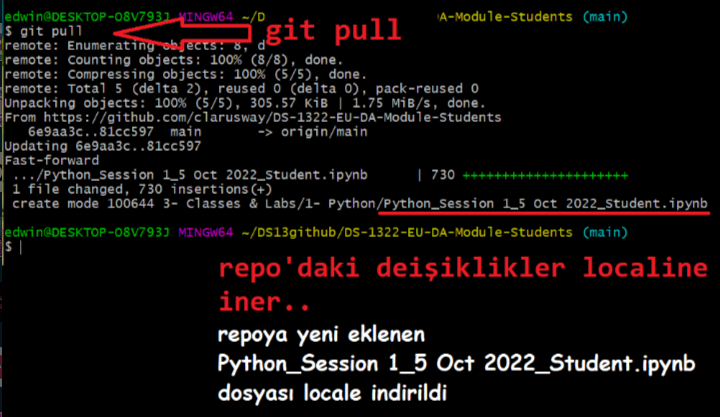 edwin@DESKTOP-O8V793J MINGW64 ~/D DA-Module-Students (main)
$ git pull
git pull
remote: Enumerating objects: 8, d
remote: Counting objects: 100% (8/8), done.
remote: Compressing objects: 100% (5/5), done.
remote: Total 5 (delta 2), reused 0 (delta 0), pack-reused 0
Unpacking objects: 100% (5/5), 305.57 KiB | 1.75 MiB/s, done.
From https://github.com/clarusway/DS-1322-EU-DA-Module-Students
6e9aa3c..81cc597  main       -> origin/main
Updating 6e9aa3c..81cc597
Fast-forward
.../Python_Session 1_5 Oct 2022_Student.ipynb      | 730 +++++++++++++++++++++
1 file changed, 730 insertions(+)
create mode 100644 3- Classes & Labs/1- Python/Python_Session 1_5 Oct 2022_Student.ipynb
edwin@DESKTOP-O8V793J MINGW64 ~/DS13github/DS-1322-EU-DA-Module-Students (main)
$
repo'daki deişiklikler localine
iner..
repoya yeni eklenen
Python_Session 1_5 Oct 2022_Student.ipynb
dosyası locale indirildi